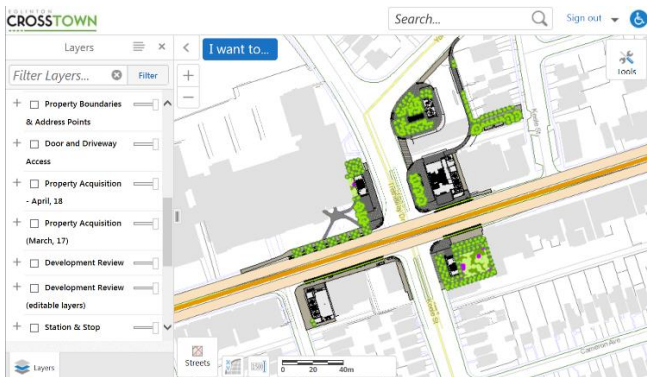 EGLINTON
CROSSTOWN
Search...
Sign out
Layers
I want to...
Filter Layers...
Filter
Tools
Property Boundaries
& Address Points
Door and Driveway
Access
Property Acquisition
- April, 18
Property Acquisition
(March, 17)
Development Review
Development Review
(editable layers)
Station & Stop
Layers
Streets
0 20 40m
Cameron Ave